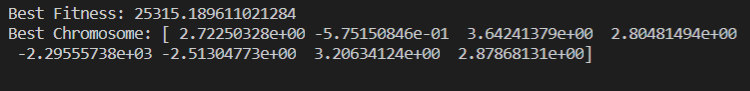 Best Fitness: 25315.189611021284
Best Chromosome: [ 2.72250328e+00 -5.75150846e-01  3.64241379e+00  2.80481494e+00
 -2.29555738e+03 -2.51304773e+00  3.20634124e+00  2.87868131e+00]